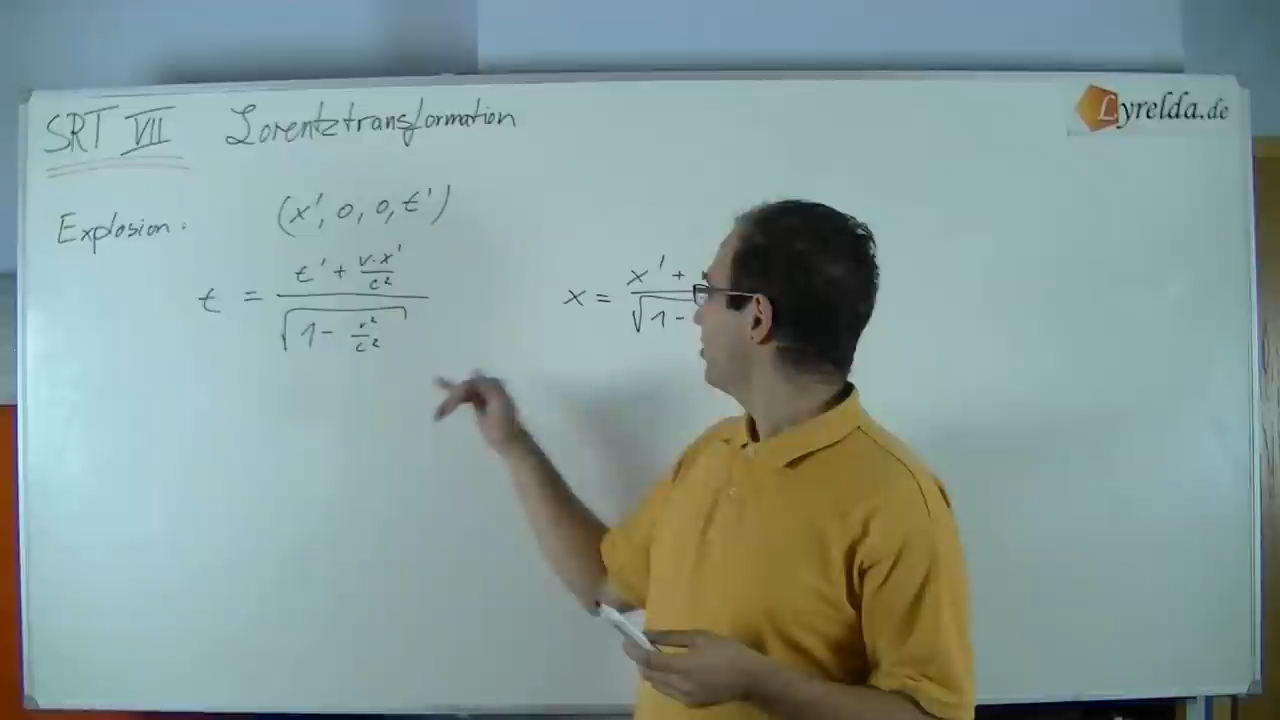 SRT VII Lorentztransformation
Lyrelda.de
Explosion: (x', 0, 0, t')
t = (t' + v·x'/c²) / √(1 - v²/c²)
x = x' + / √1 -